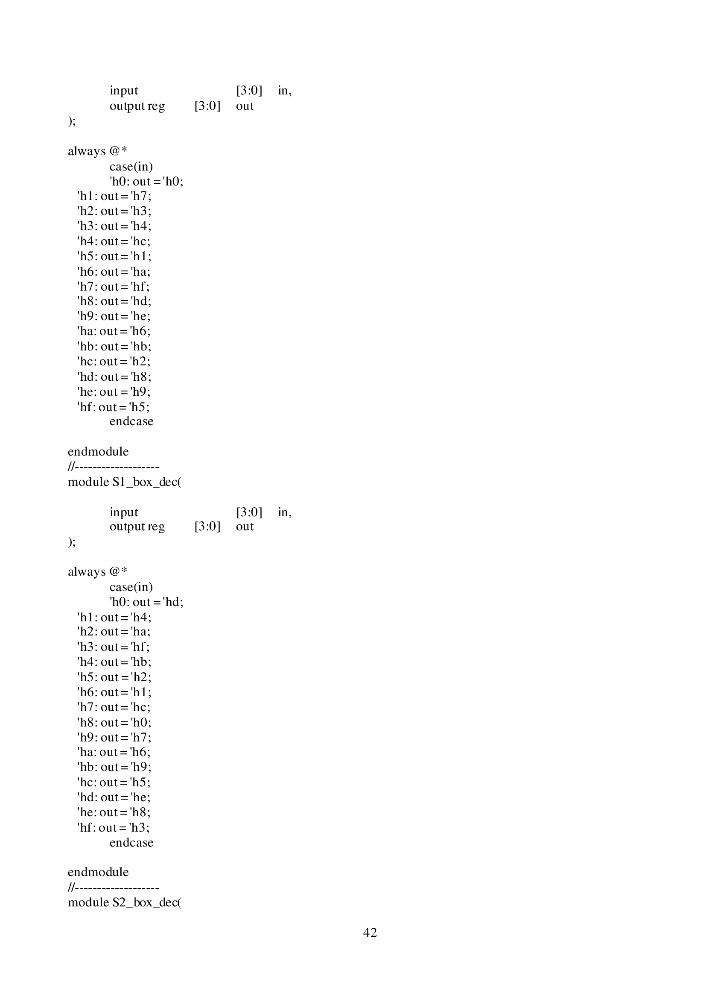 input [3:0] in,
output reg [3:0] out
);
always @*
case(in)
'h0: out = 'h0;
'h1: out = 'h7;
'h2: out = 'h3;
'h3: out = 'h4;
'h4: out = 'hc;
'h5: out = 'h1;
'h6: out = 'ha;
'h7: out = 'hf;
'h8: out = 'hd;
'h9: out = 'he;
'ha: out = 'h6;
'hb: out = 'hb;
'hc: out = 'h2;
'hd: out = 'h8;
'he: out = 'h9;
'hf: out = 'h5;
endcase
endmodule
//-------------------
module S1_box_dec(
input [3:0] in,
output reg [3:0] out
);
always @*
case(in)
'h0: out = 'hd;
'h1: out = 'h4;
'h2: out = 'ha;
'h3: out = 'hf;
'h4: out = 'hb;
'h5: out = 'h2;
'h6: out = 'h1;
'h7: out = 'hc;
'h8: out = 'h0;
'h9: out = 'h7;
'ha: out = 'h6;
'hb: out = 'h9;
'hc: out = 'h5;
'hd: out = 'he;
'he: out = 'h8;
'hf: out = 'h3;
endcase
endmodule
//-------------------
module S2_box_dec(
42